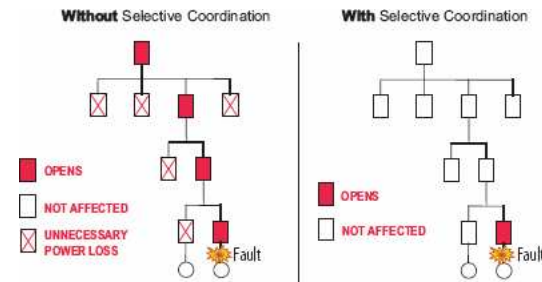 Without Selective Coordination
OPENS
NOT AFFECTED
UNNECESSARY
POWER LOSS
Fault
With Selective Coordination
OPENS
NOT AFFECTED
Fault